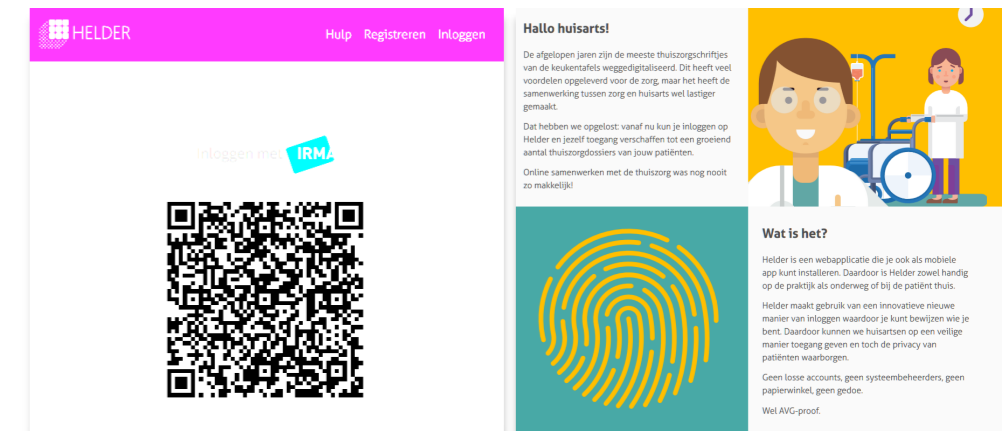 HELDER
Hulp Registreren Inloggen
Inloggen met IRMA
Hallo huisarts!
De afgelopen jaren zijn de meeste thuiszorgschriftjes
van de keukentafels weggedigitaliseerd. Dit heeft veel
voordelen opgeleverd voor de zorg, maar het heeft de
samenwerking tussen zorg en huisarts wel lastiger
gemaakt.
Dat hebben we opgelost: vanaf nu kun je inloggen op
Helder en jezelf toegang verschaffen tot een groeiend
aantal thuiszorgdossiers van jouw patiënten.
Online samenwerken met de thuiszorg was nog nooit
zo makkelijk!
Wat is het?
Helder is een webapplicatie die je ook als mobiele
app kunt installeren. Daardoor is Helder zowel handig
op de praktijk als onderweg of bij de patiënt thuis.
Helder maakt gebruik van een innovatieve nieuwe
manier van inloggen waardoor je kunt bewijzen wie je
bent. Daardoor kunnen we huisartsen op een veilige
manier toegang geven en toch de privacy van
patiënten waarborgen.
Geen losse accounts, geen systeembeheerders, geen
papierwinkel, geen gedoe.
Wel AVG-proof.